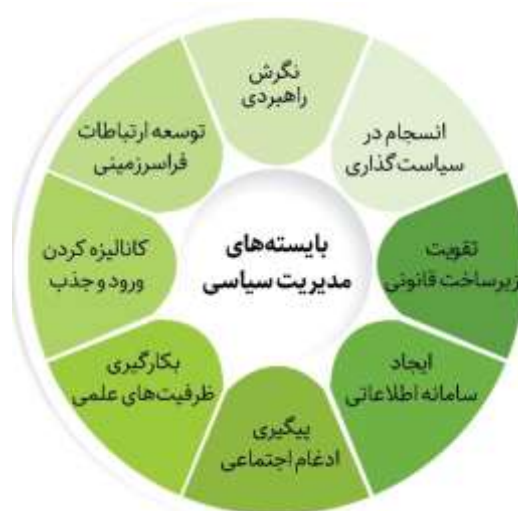 بایسته‌های
مدیریت سیاسی
نگرش
راهبردی
انسجام در
سیاست‌گذاری
تقویت
زیرساخت قانونی
ایجاد
سامانه اطلاعاتی
پیگیری
ادغام اجتماعی
بکارگیری
ظرفیت‌های علمی
کانالیزه کردن
ورود و جذب
توسعه ارتباطات
فراسرزمینی